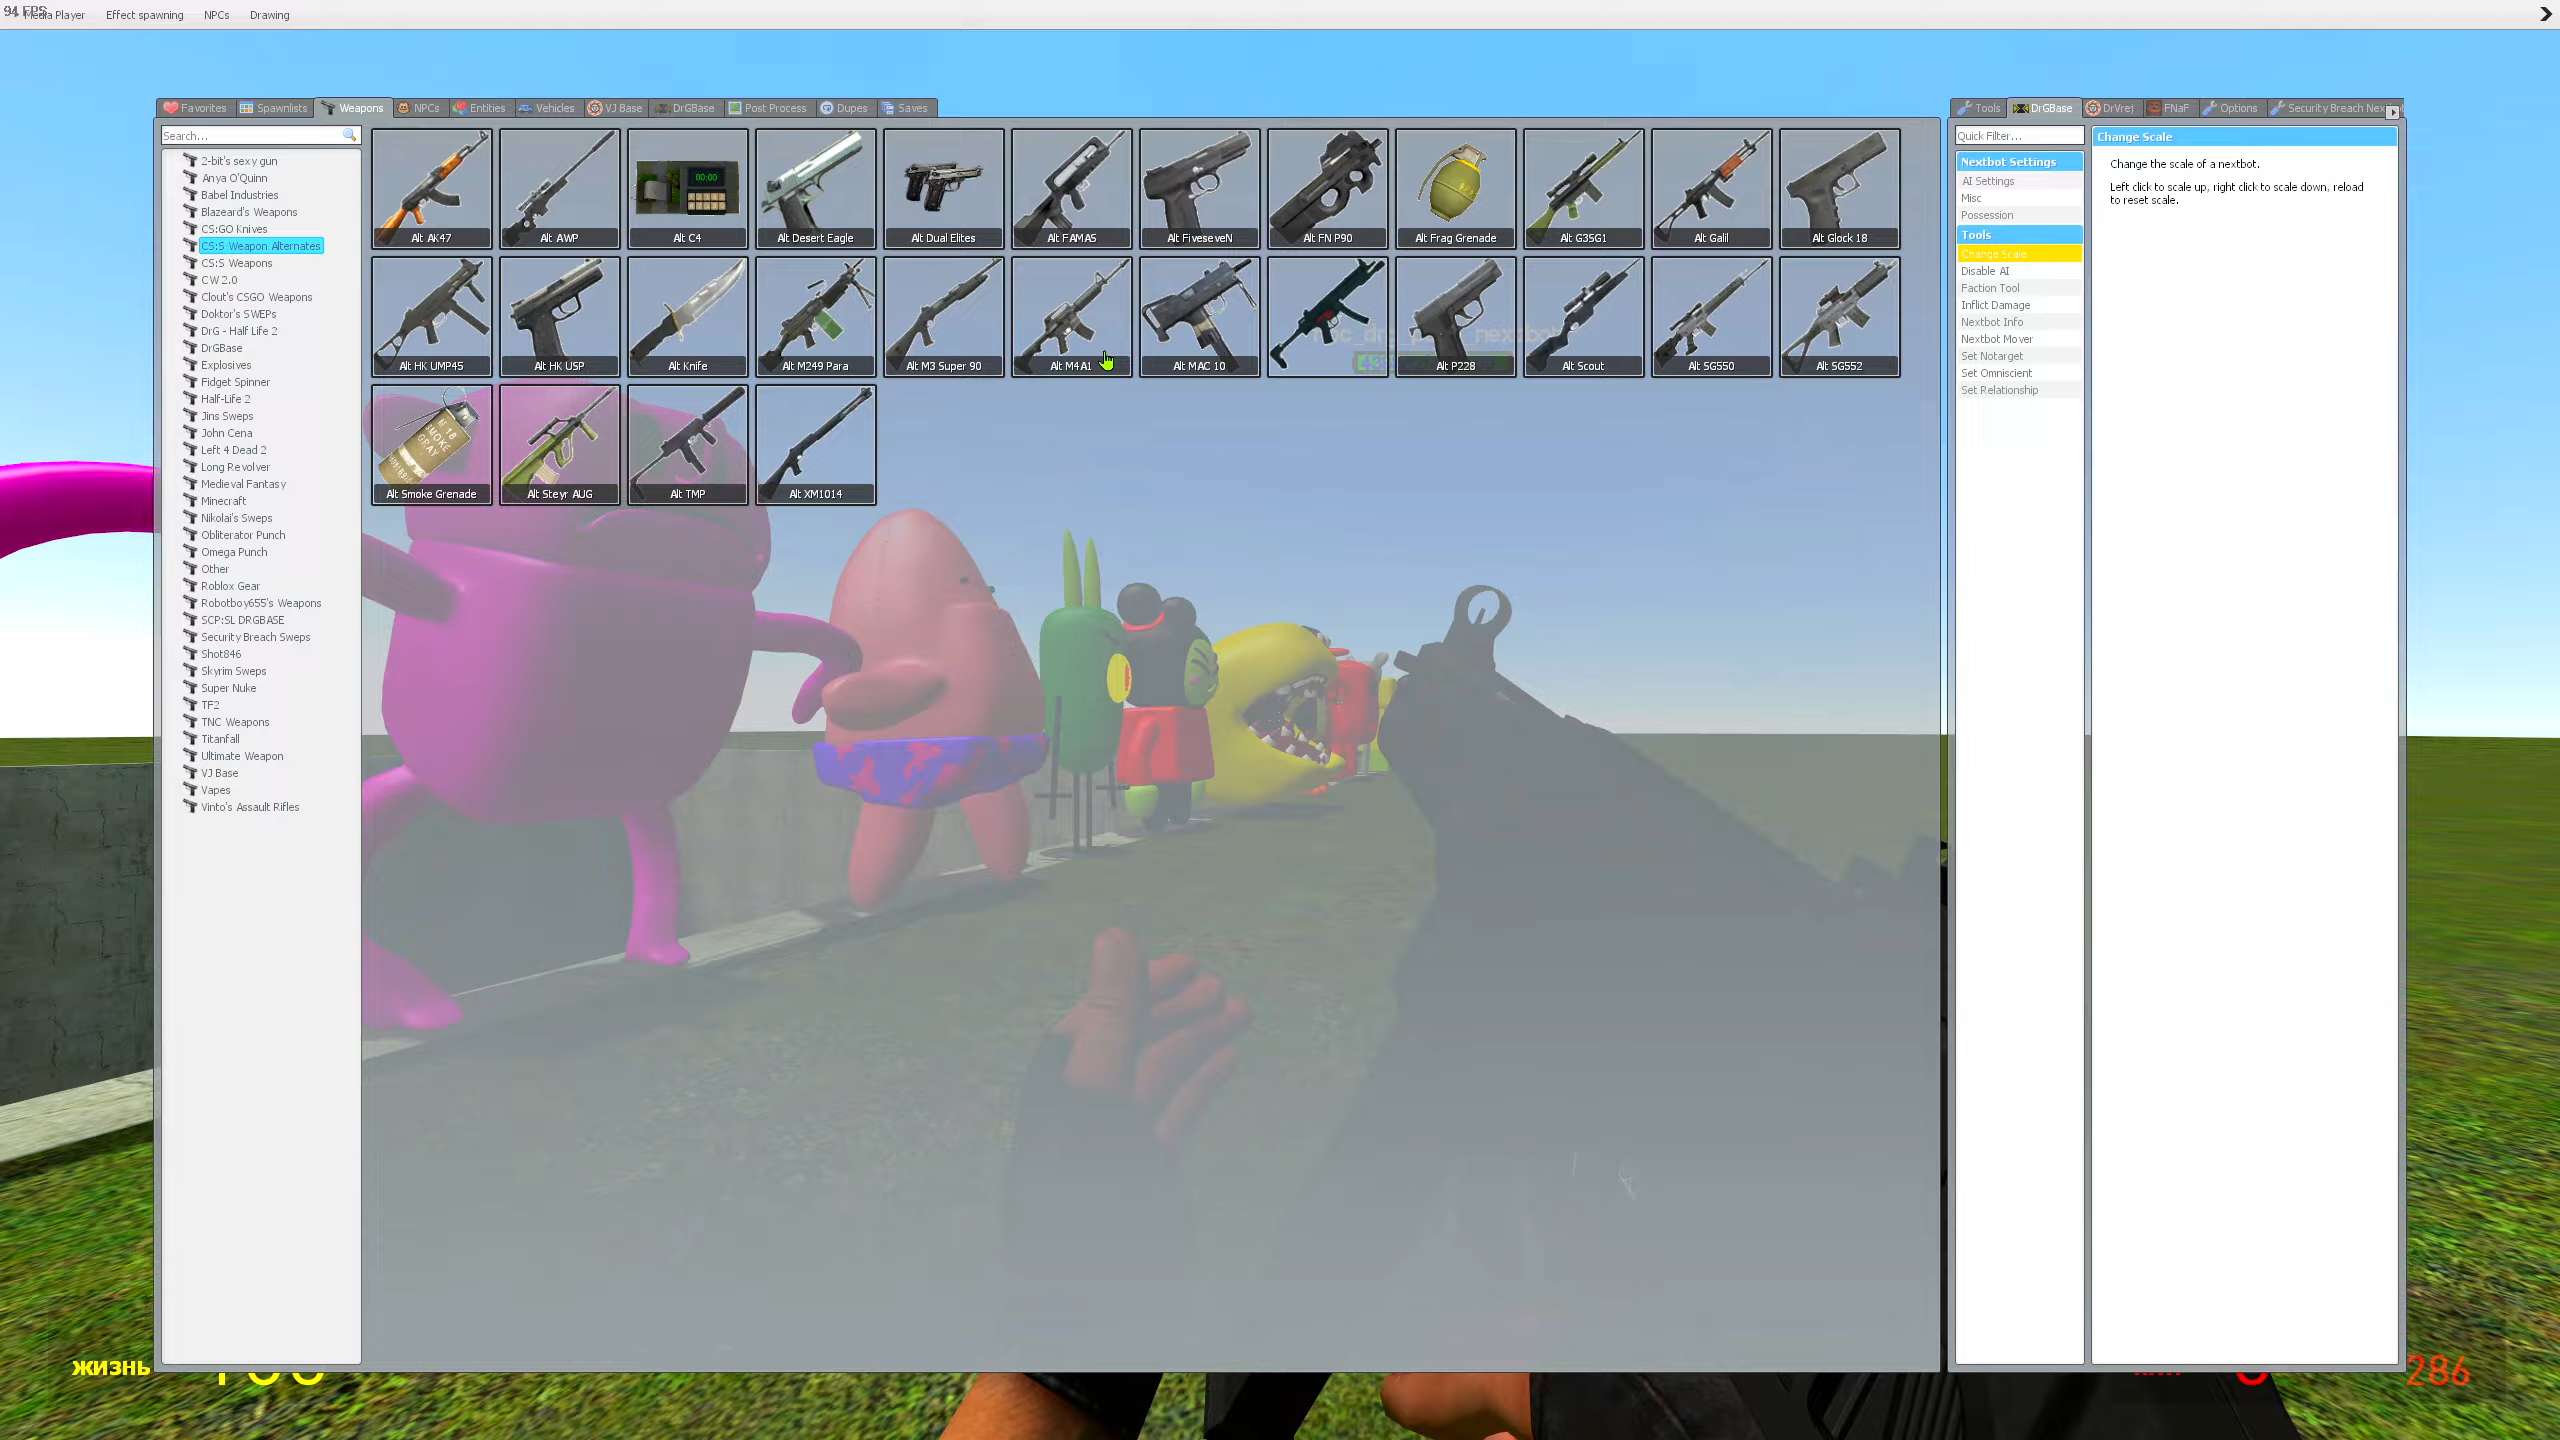 94 FPS
Media Player Effect spawning NPCs Drawing
Favorites Spawnlists Weapons NPCs Entities Vehicles VJ Base DrGBase Post Process Dupes Saves
Search...
2-bit's sexy gun
Anya O'Quinn
Babel Industries
Blazeard's Weapons
CS:GO Knives
CS:S Weapon Alternates
CS:S Weapons
CW 2.0
Clout's CSGO Weapons
Doktor's SWEPs
DrG - Half Life 2
DrGBase
Explosives
Fidget Spinner
Half-Life 2
Jins Sweps
John Cena
Left 4 Dead 2
Long Revolver
Medieval Fantasy
Minecraft
Nikolai's Sweps
Obliterator Punch
Omega Punch
Other
Roblox Gear
Robotboy655's Weapons
SCP:SL DRGBASE
Security Breach Sweps
Shot846
Skyrim Sweps
Super Nuke
TF2
TNC Weapons
Titanfall
Ultimate Weapon
VJ Base
Vapes
Vinto's Assault Rifles
00:00
Alt AK47 Alt AWP Alt C4 Alt Desert Eagle Alt Dual Elites Alt FAMAS Alt FiveseveN Alt FN P90 Alt Frag Grenade Alt G3SG1 Alt Galil Alt Glock 18
Alt HK UMP45 Alt HK USP Alt Knife Alt M249 Para Alt M3 Super 90 Alt M4A1 Alt MAC 10 Alt P228 Alt Scout Alt SG550 Alt SG552
SMOKE
GRAY
Alt Smoke Grenade Alt Steyr AUG Alt TMP Alt XM1014
Tools DrGBase DrVrej FNaF Options Security Breach
Quick Filter...
Nextbot Settings
AI Settings
Misc
Possession
Tools
Change Scale
Disable AI
Faction Tool
Inflict Damage
Nextbot Info
Nextbot Mover
Set Notarget
Set Omniscient
Set Relationship
Change Scale
Change the scale of a nextbot.
Left click to scale up, right click to scale down, reload
to reset scale.
ЖИЗНЬ
286